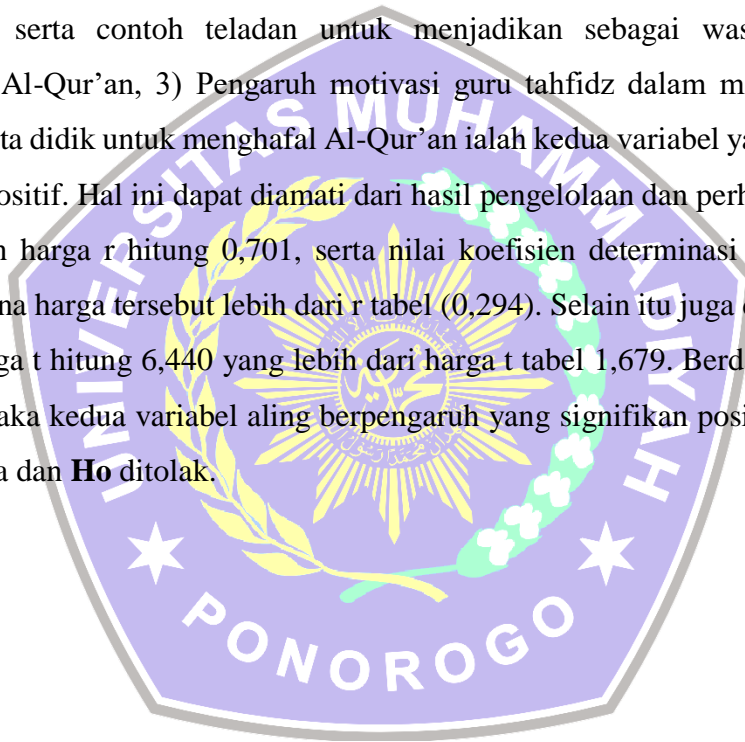 serta contoh teladan untuk menjadikan sebagai was
Al-Qur’an, 3) Pengaruh motivasi guru tahfidz dalam m
ta didik untuk menghafal Al-Qur’an ialah kedua variabel ya
ositif. Hal ini dapat diamati dari hasil pengelolaan dan perh
n harga r hitung 0,701, serta nilai koefisien determinasi
na harga tersebut lebih dari r tabel (0,294). Selain itu juga
ga t hitung 6,440 yang lebih dari harga t tabel 1,679. Berd
aka kedua variabel aling berpengaruh yang signifikan posi
a dan Ho ditolak.
UNIVERSITAS MUHAMMADIYAH
PONOROGO